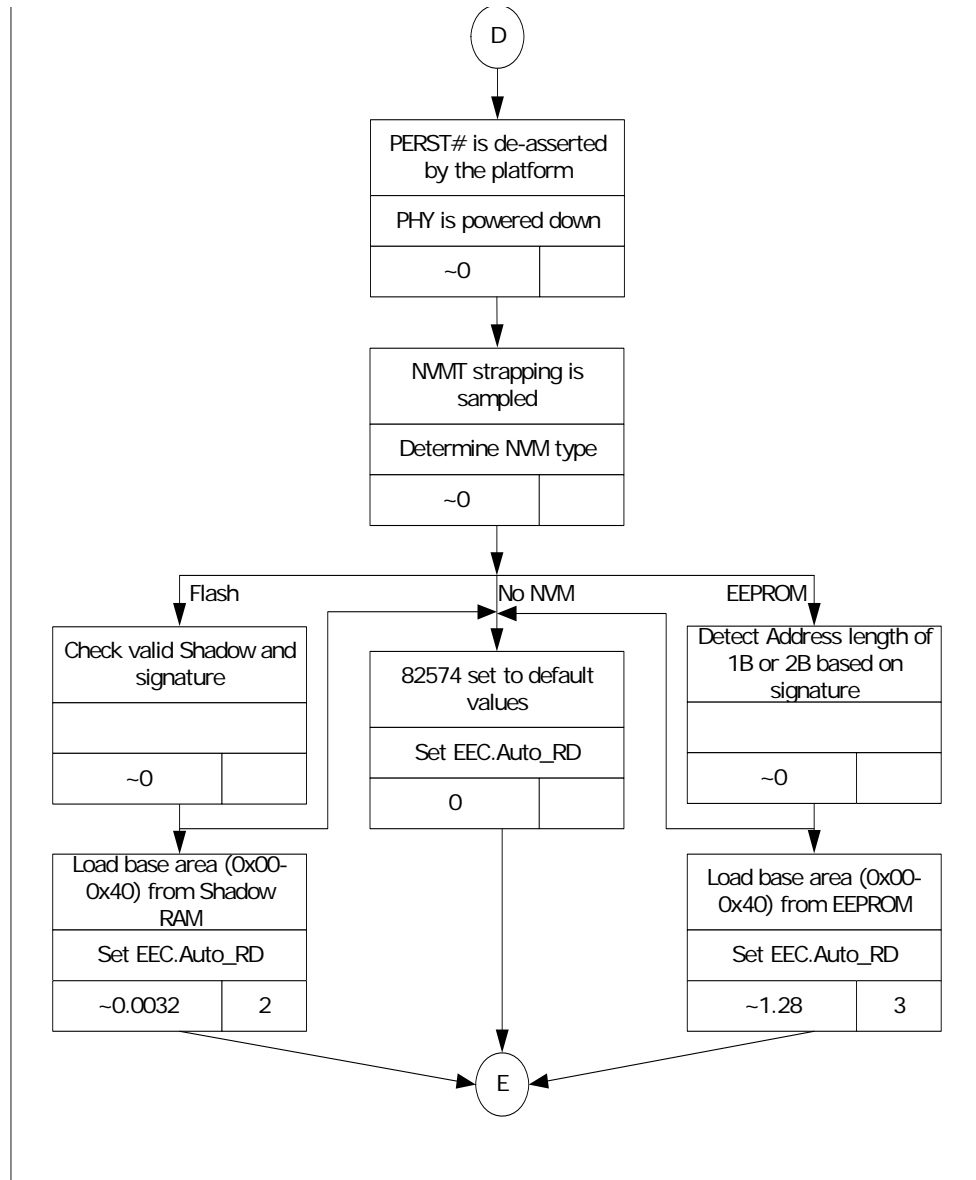 D
PERST# is de-asserted
by the platform
PHY is powered down
~0
NVMT strapping is
sampled
Determine NVM type
~0
Flash
No NVM
EEPROM
Check valid Shadow and
signature
~0
82574 set to default
values
Set EEC.Auto_RD
0
Detect Address length of
1B or 2B based on
signature
~0
Load base area (0x00-
0x40) from Shadow
RAM
Set EEC.Auto_RD
~0.0032
2
Load base area (0x00-
0x40) from EEPROM
Set EEC.Auto_RD
~1.28
3
E